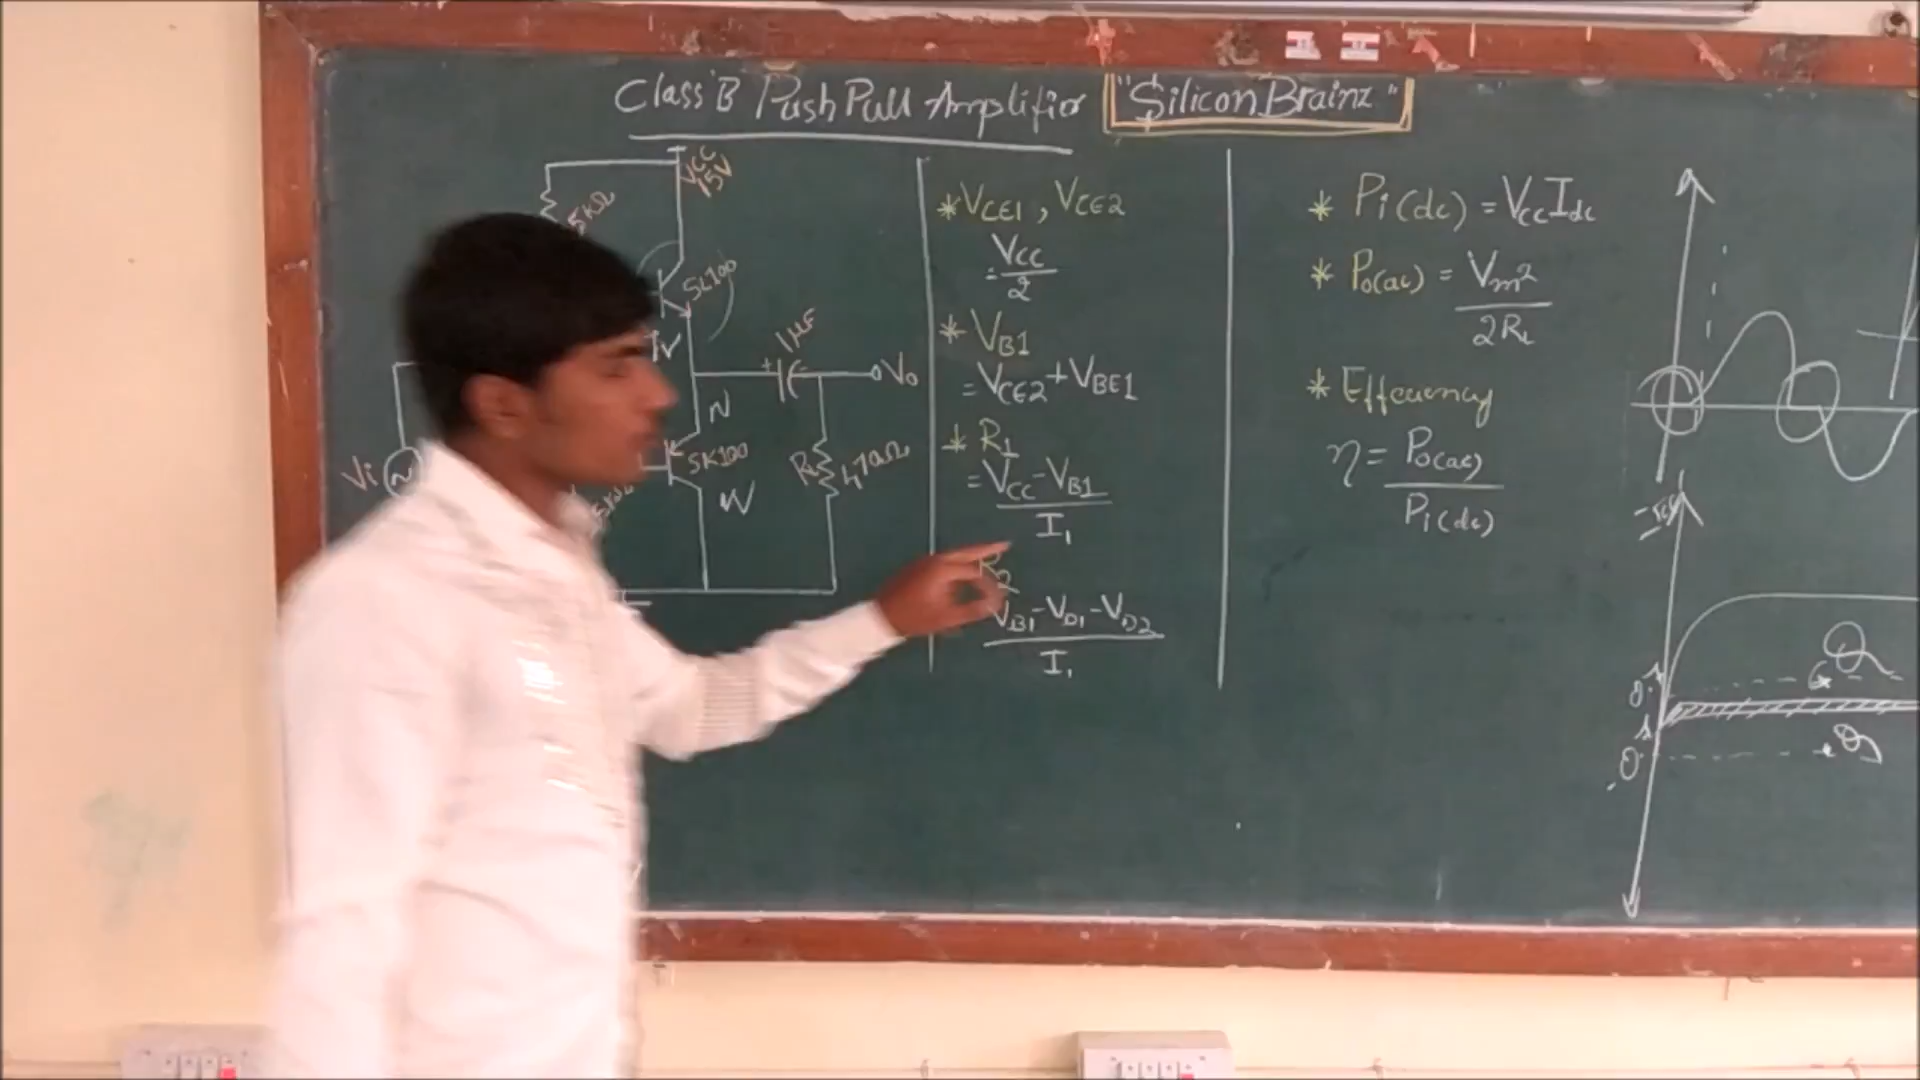 Class B Push Pull Amplifier "Silicon Brainz"
VCC
15V
5KΩ
SL100
1µF
+
-
Vo
N
SK100
Vi
RL 470Ω
* VCE1, VCE2
= VCC/2
* VB1
= VCE2 + VBE1
* R1
= VCC - VB1 / I1
R2
VB1 - VD1 - VD2 / I1
* Pi(dc) = VCC Idc
* Po(ac) = Vm² / 2RL
* Effeciency
η = Po(ac) / Pi(dc)
Q